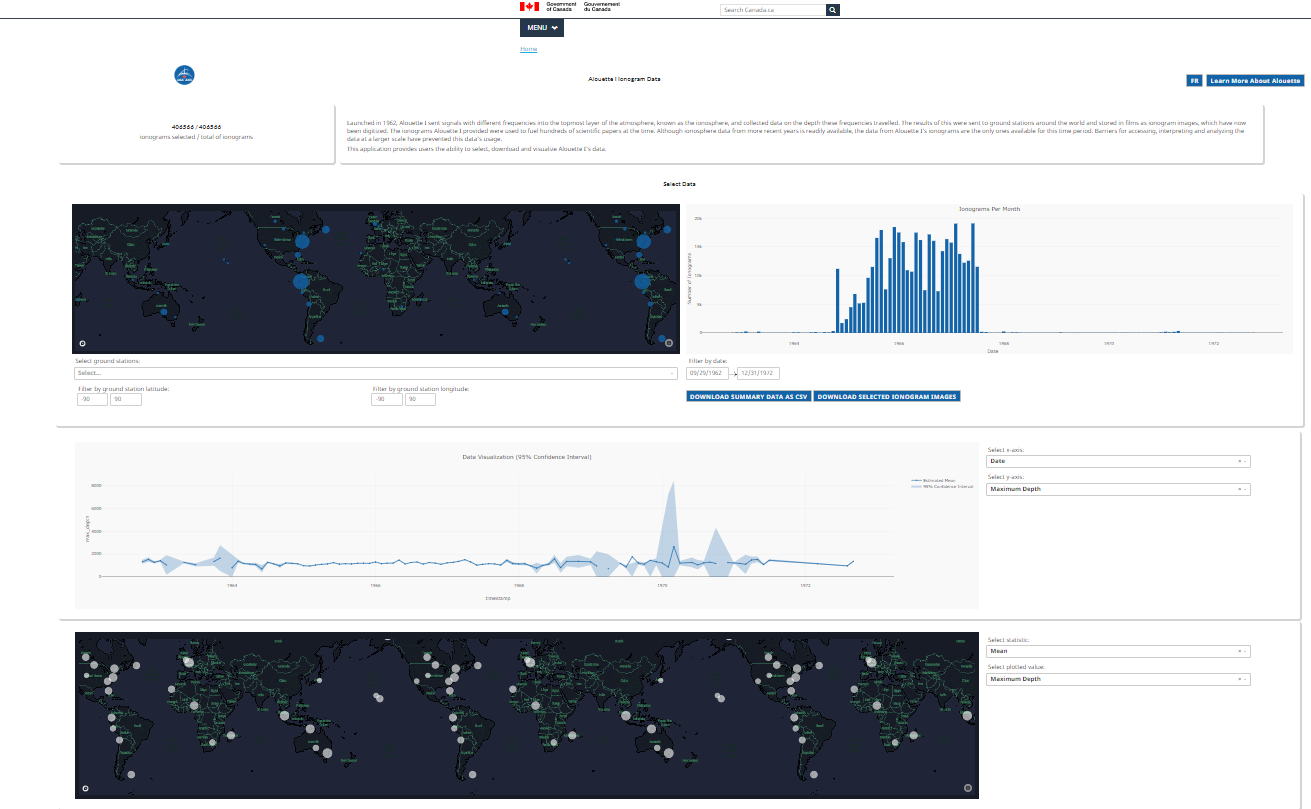 Government of Canada
Gouvernement du Canada
Search Canada.ca
MENU
Home
Alouette I Ionogram Data
FR
Learn More About Alouette
406566 / 406566
ionograms selected / total of ionograms
Launched in 1962, Alouette I sent signals with different frequencies into the topmost layer of the atmosphere, known as the ionosphere, and collected data on the depth these frequencies travelled. The results of this were sent to ground stations around the world and stored in films as ionogram images, which have now
been digitized. The ionograms Alouette I provided were used to fuel hundreds of scientific papers at the time. Although ionosphere data from more recent years is readily available, the data from Alouette I's ionograms are the only ones available for this time period. Barriers for accessing, interpreting and analysing the
data at a larger scale have prevented this data's usage.
This application provides users the ability to select, download and visualize Alouette I's data.
Select Data
Ionograms Per Month
20k
15k
10k
5k
0
Number of Ionograms
1964
1966
1968
1970
1972
Date
Select ground stations:
Select...
Filter by ground station latitude:
-90
90
Filter by ground station longitude:
-90
90
Filter by date:
09/29/1962
12/31/1972
DOWNLOAD SUMMARY DATA AS CSV
DOWNLOAD SELECTED IONOGRAM IMAGES
Date Visualization (95% Confidence Interval)
Estimated Mean
95% Confidence Interval
8000
6000
4000
2000
0
max_depth
1964
1966
1968
1970
1972
timestamp
Select x-axis:
Date
Select y-axis:
Maximum Depth
Select statistic:
Mean
Select plotted value:
Maximum Depth